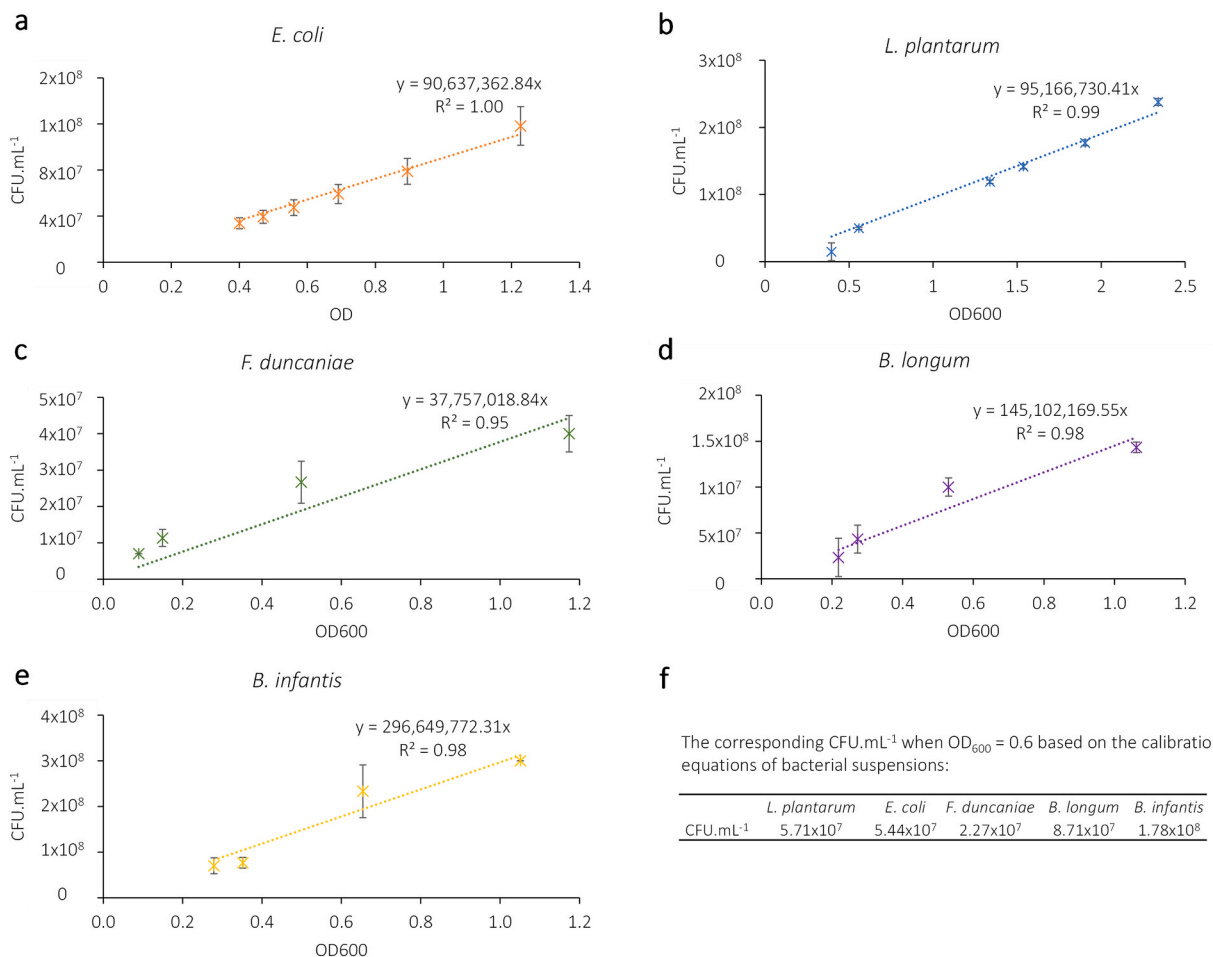 a
E. coli
2x10⁸
1x10⁸
8x10⁷
4x10⁷
0
CFU.mL⁻¹
y = 90,637,362.84x
R² = 1.00
0 0.2 0.4 0.6 0.8 1 1.2 1.4
OD
b
L. plantarum
3x10⁸
2x10⁸
1x10⁸
0
CFU.mL⁻¹
y = 95,166,730.41x
R² = 0.99
0 0.5 1 1.5 2 2.5
OD600
c
F. duncaniae
5x10⁷
4x10⁷
3x10⁷
2x10⁷
1x10⁷
0
CFU.mL⁻¹
y = 37,757,018.84x
R² = 0.95
0.0 0.2 0.4 0.6 0.8 1.0 1.2
OD600
d
B. longum
2x10⁸
1.5x10⁸
1x10⁷
5x10⁷
0
CFU.mL⁻¹
y = 145,102,169.55x
R² = 0.98
0.0 0.2 0.4 0.6 0.8 1.0 1.2
OD600
e
B. infantis
4x10⁸
3x10⁸
2x10⁸
1x10⁸
0
CFU.mL⁻¹
y = 296,649,772.31x
R² = 0.98
0.0 0.2 0.4 0.6 0.8 1.0 1.2
OD600
f
The corresponding CFU.mL⁻¹ when OD₆₀₀ = 0.6 based on the calibratio
equations of bacterial suspensions:
L. plantarum E. coli F. duncaniae B. longum B. infantis
CFU.mL⁻¹ 5.71x10⁷ 5.44x10⁷ 2.27x10⁷ 8.71x10⁷ 1.78x10⁸